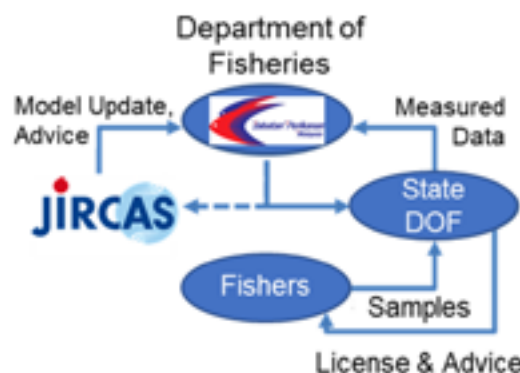 Department of
Fisheries
Model Update,
Advice
Measured
Data
JIRCAS
State
DOF
Fishers
Samples
License & Advice